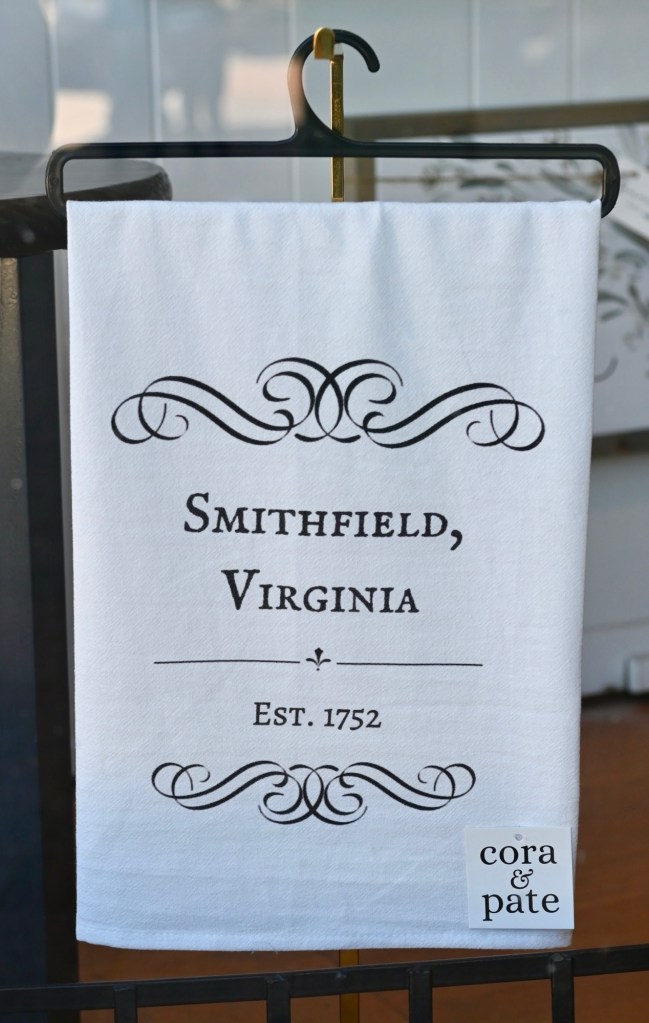 Smithfield,
Virginia
Est. 1752
cora
&
pate